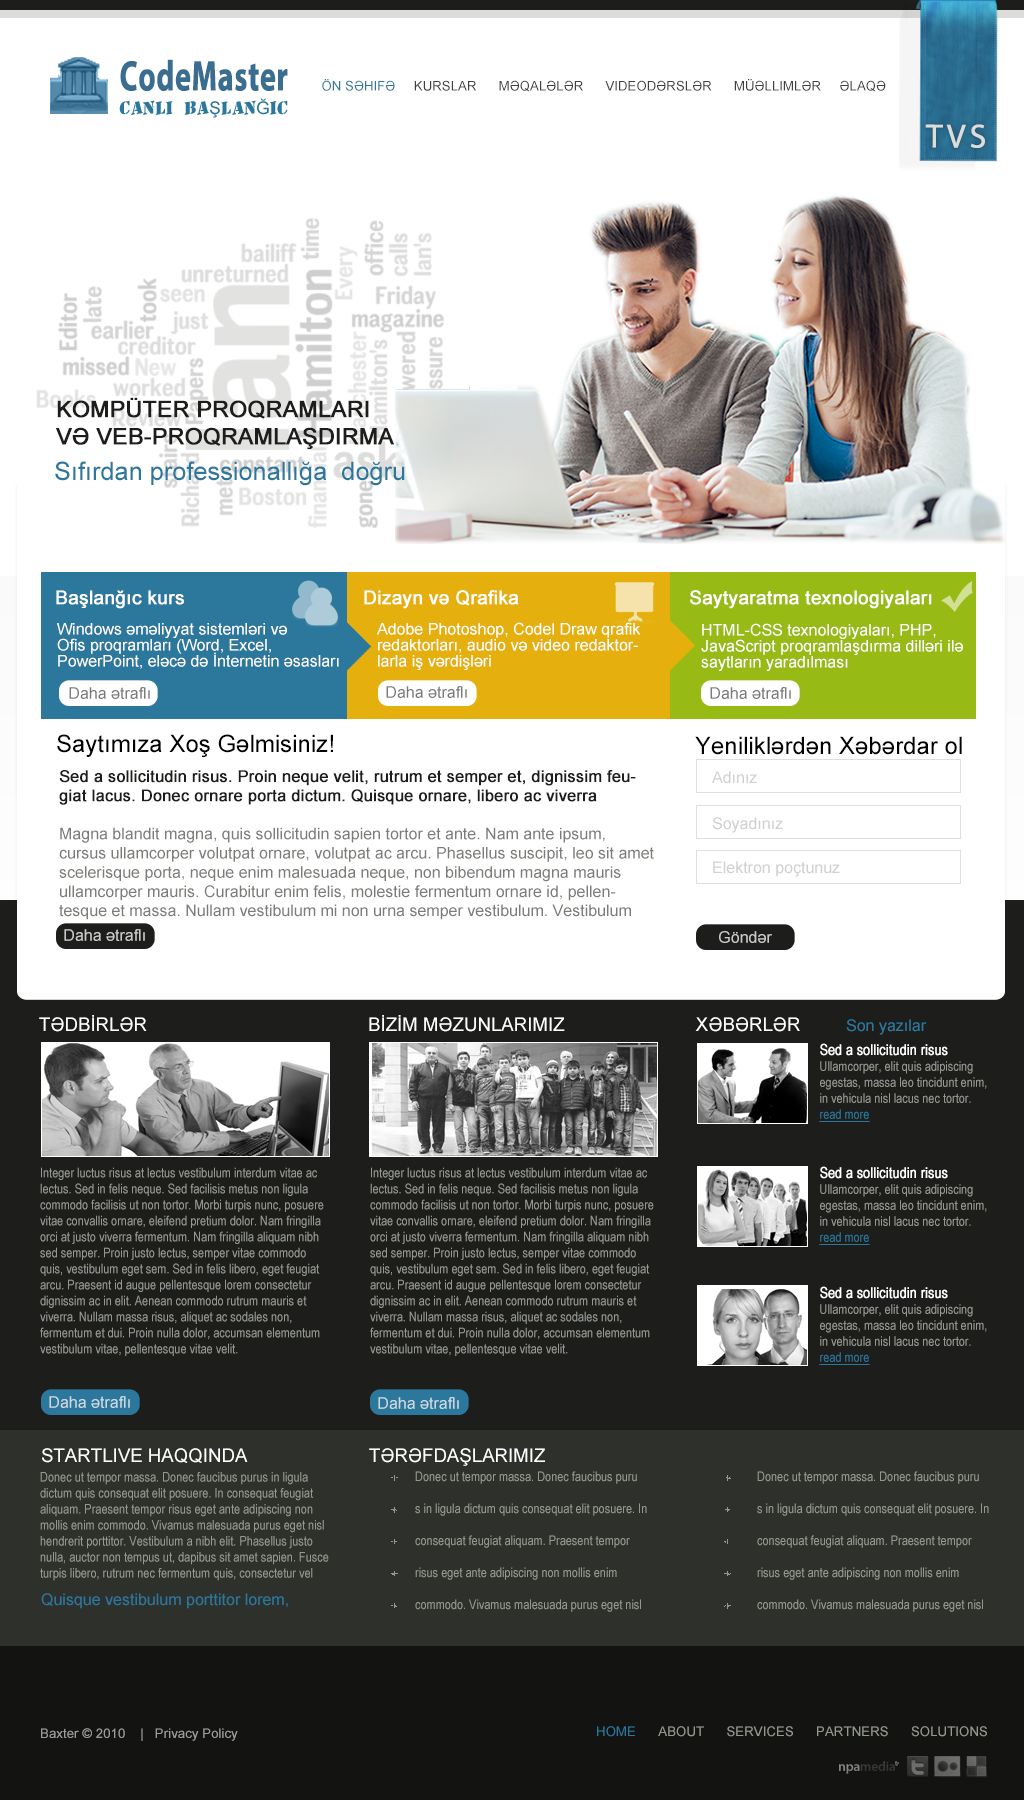 CodeMaster
CANLI BAŞLANĞIC
ÖN SƏHIFƏ KURSLAR MƏQALƏLƏR VIDEODƏRSLƏR MÜƏLLIMLƏR ƏLAQƏ
TVS
bailiff
unreturned
time
Every
office
calls
Ian's
Editor
late
took
seen
earlier
just
creditor
missed
New
worked
Books
Review
Friday
magazine
Hamilton
constant
Boston
ask
KOMPÜTER PROQRAMLARI
VƏ VEB-PROQRAMLAŞDIRMA
Sıfırdan professionallığa doğru
Başlanğıc kurs
Windows əməliyyat sistemləri və
Ofis proqramları (Word, Excel,
PowerPoint, eləcə də İnternetin əsasları
Daha ətraflı
Dizayn və Qrafika
Adobe Photoshop, Codel Draw qrafik
redaktorları, audio və video redaktor-
larla iş vərdişləri
Daha ətraflı
Saytyaratma texnologiyaları
HTML-CSS texnologiyaları, PHP,
JavaScript proqramlaşdırma dilləri ilə
saytların yaradılması
Daha ətraflı
Saytımıza Xoş Gəlmisiniz!
Sed a sollicitudin risus. Proin neque velit, rutrum et semper et, dignissim feu-
giat lacus. Donec ornare porta dictum. Quisque ornare, libero ac viverra
Magna blandit magna, quis sollicitudin sapien tortor et ante. Nam ante ipsum,
cursus ullamcorper volutpat ornare, volutpat ac arcu. Phasellus suscipit, leo sit amet
scelerisque porta, neque enim malesuada neque, non bibendum magna mauris
ullamcorper mauris. Curabitur enim felis, molestie fermentum ornare id, pellen-
tesque et massa. Nullam vestibulum mi non urna semper vestibulum. Vestibulum
Daha ətraflı
Yeniliklərdən Xəbərdar ol
Adınız
Soyadınız
Elektron poçtunuz
Göndər
TƏDBİRLƏR
Integer luctus risus at lectus vestibulum interdum vitae ac
lectus. Sed in felis neque. Sed facilisis metus non ligula
commodo facilisis ut non tortor. Morbi turpis nunc, posuere
vitae convallis ornare, eleifend pretium dolor. Nam fringilla
orci at justo viverra fermentum. Nam fringilla aliquam nibh
sed semper. Proin justo lectus, semper vitae commodo
quis, vestibulum eget sem. Sed in felis libero, eget feugiat
arcu. Praesent id augue pellentesque lorem consectetur
dignissim ac in elit. Aenean commodo rutrum mauris et
viverra. Nullam massa risus, aliquet ac sodales non,
fermentum et dui. Proin nulla dolor, accumsan elementum
vestibulum vitae, pellentesque vitae velit.
Daha ətraflı
BİZİM MƏZUNLARIMIZ
Integer luctus risus at lectus vestibulum interdum vitae ac
lectus. Sed in felis neque. Sed facilisis metus non ligula
commodo facilisis ut non tortor. Morbi turpis nunc, posuere
vitae convallis ornare, eleifend pretium dolor. Nam fringilla
orci at justo viverra fermentum. Nam fringilla aliquam nibh
sed semper. Proin justo lectus, semper vitae commodo
quis, vestibulum eget sem. Sed in felis libero, eget feugiat
arcu. Praesent id augue pellentesque lorem consectetur
dignissim ac in elit. Aenean commodo rutrum mauris et
viverra. Nullam massa risus, aliquet ac sodales non,
fermentum et dui. Proin nulla dolor, accumsan elementum
vestibulum vitae, pellentesque vitae velit.
Daha ətraflı
XƏBƏRLƏR Son yazılar
Sed a sollicitudin risus
Ullamcorper, elit quis adipiscing
egestas, massa leo tincidunt enim,
in vehicula nisl lacus nec tortor.
read more
Sed a sollicitudin risus
Ullamcorper, elit quis adipiscing
egestas, massa leo tincidunt enim,
in vehicula nisl lacus nec tortor.
read more
Sed a sollicitudin risus
Ullamcorper, elit quis adipiscing
egestas, massa leo tincidunt enim,
in vehicula nisl lacus nec tortor.
read more
STARTLIVE HAQQINDA
Donec ut tempor massa. Donec faucibus purus in ligula
dictum quis consequat elit posuere. In consequat feugiat
aliquam. Praesent tempor risus eget ante adipiscing non
mollis enim commodo. Vivamus malesuada purus eget nisl
hendrerit porttitor. Vestibulum a nibh elit. Phasellus justo
nulla, auctor non tempus ut, dapibus sit amet sapien. Fusce
turpis libero, rutrum nec fermentum quis, consectetur vel
Quisque vestibulum porttitor lorem,
TƏRƏFDAŞLARIMIZ
Donec ut tempor massa. Donec faucibus puru
s in ligula dictum quis consequat elit posuere. In
consequat feugiat aliquam. Praesent tempor
risus eget ante adipiscing non mollis enim
commodo. Vivamus malesuada purus eget nisl
Donec ut tempor massa. Donec faucibus puru
s in ligula dictum quis consequat elit posuere. In
consequat feugiat aliquam. Praesent tempor
risus eget ante adipiscing non mollis enim
commodo. Vivamus malesuada purus eget nisl
Baxter © 2010 | Privacy Policy
HOME ABOUT SERVICES PARTNERS SOLUTIONS
npamedia